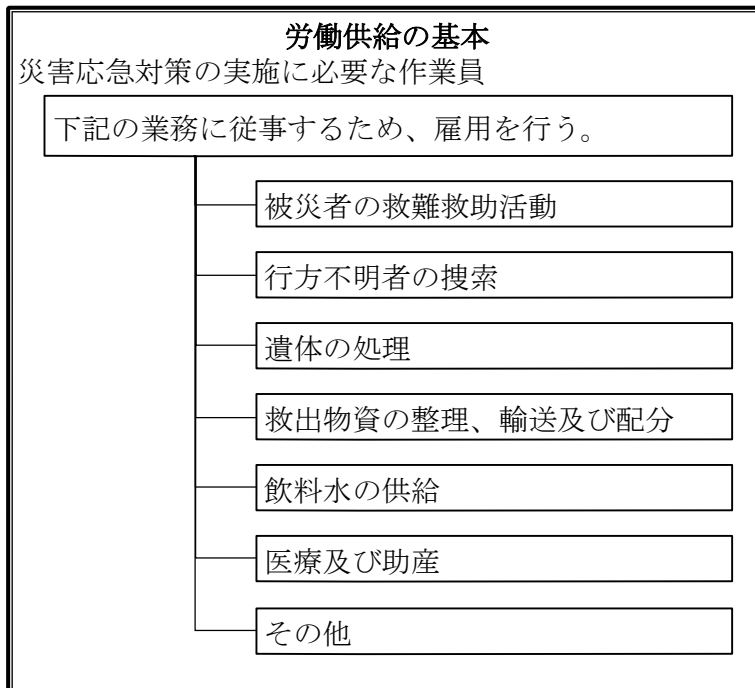 労働供給の基本
災害応急対策の実施に必要な作業員
下記の業務に従事するため、雇用を行う。
被災者の救難救助活動
行方不明者の捜索
遺体の処理
救出物資の整理、輸送及び配分
飲料水の供給
医療及び助産
その他